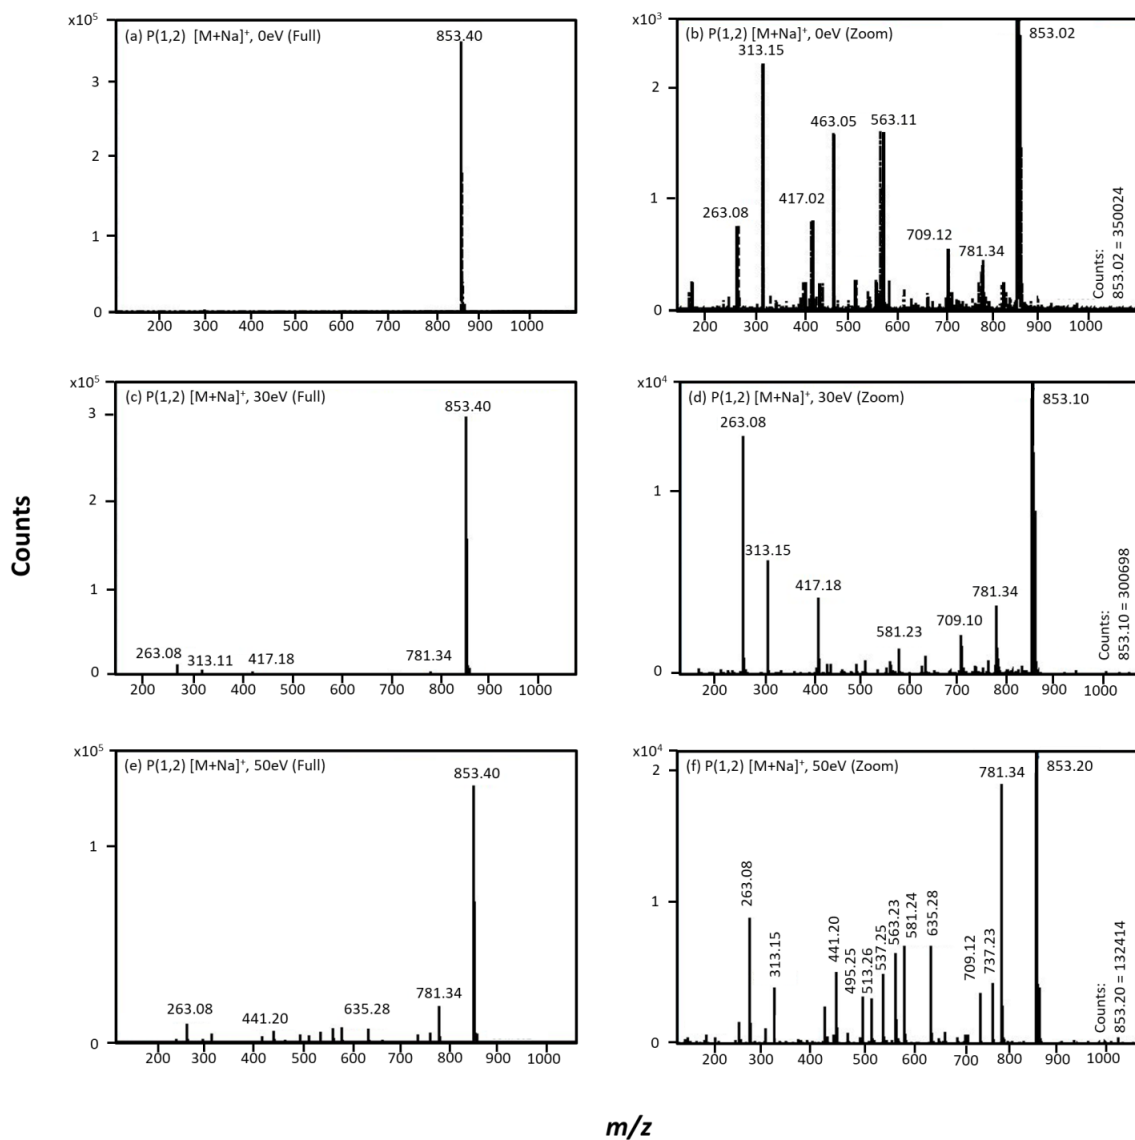 x10⁵
(a) P(1,2) [M+Na]⁺, 0eV (Full)
853.40
3
2
1
0
200 300 400 500 600 700 800 900 1000
x10³
(b) P(1,2) [M+Na]⁺, 0eV (Zoom)
853.02
313.15
2
463.05
563.11
417.02
1
263.08
709.12
781.34
Counts:
853.02 = 350024
0
200 300 400 500 600 700 800 900 1000
x10⁵
(c) P(1,2) [M+Na]⁺, 30eV (Full)
853.40
3
2
1
263.08
313.11
417.18
781.34
0
200 300 400 500 600 700 800 900 1000
x10⁴
(d) P(1,2) [M+Na]⁺, 30eV (Zoom)
853.10
263.08
1
313.15
417.18
581.23
709.10
781.34
Counts:
853.10 = 300698
0
200 300 400 500 600 700 800 900 1000
Counts
x10⁵
(e) P(1,2) [M+Na]⁺, 50eV (Full)
853.40
1
263.08
441.20
635.28
781.34
0
200 300 400 500 600 700 800 900 1000
x10⁴
(f) P(1,2) [M+Na]⁺, 50eV (Zoom)
781.34
853.20
2
1
263.08
313.15
441.20
495.25
513.26
537.25
563.23
581.24
635.28
709.12
737.23
Counts:
853.20 = 132414
0
200 300 400 500 600 700 800 900 1000
m/z